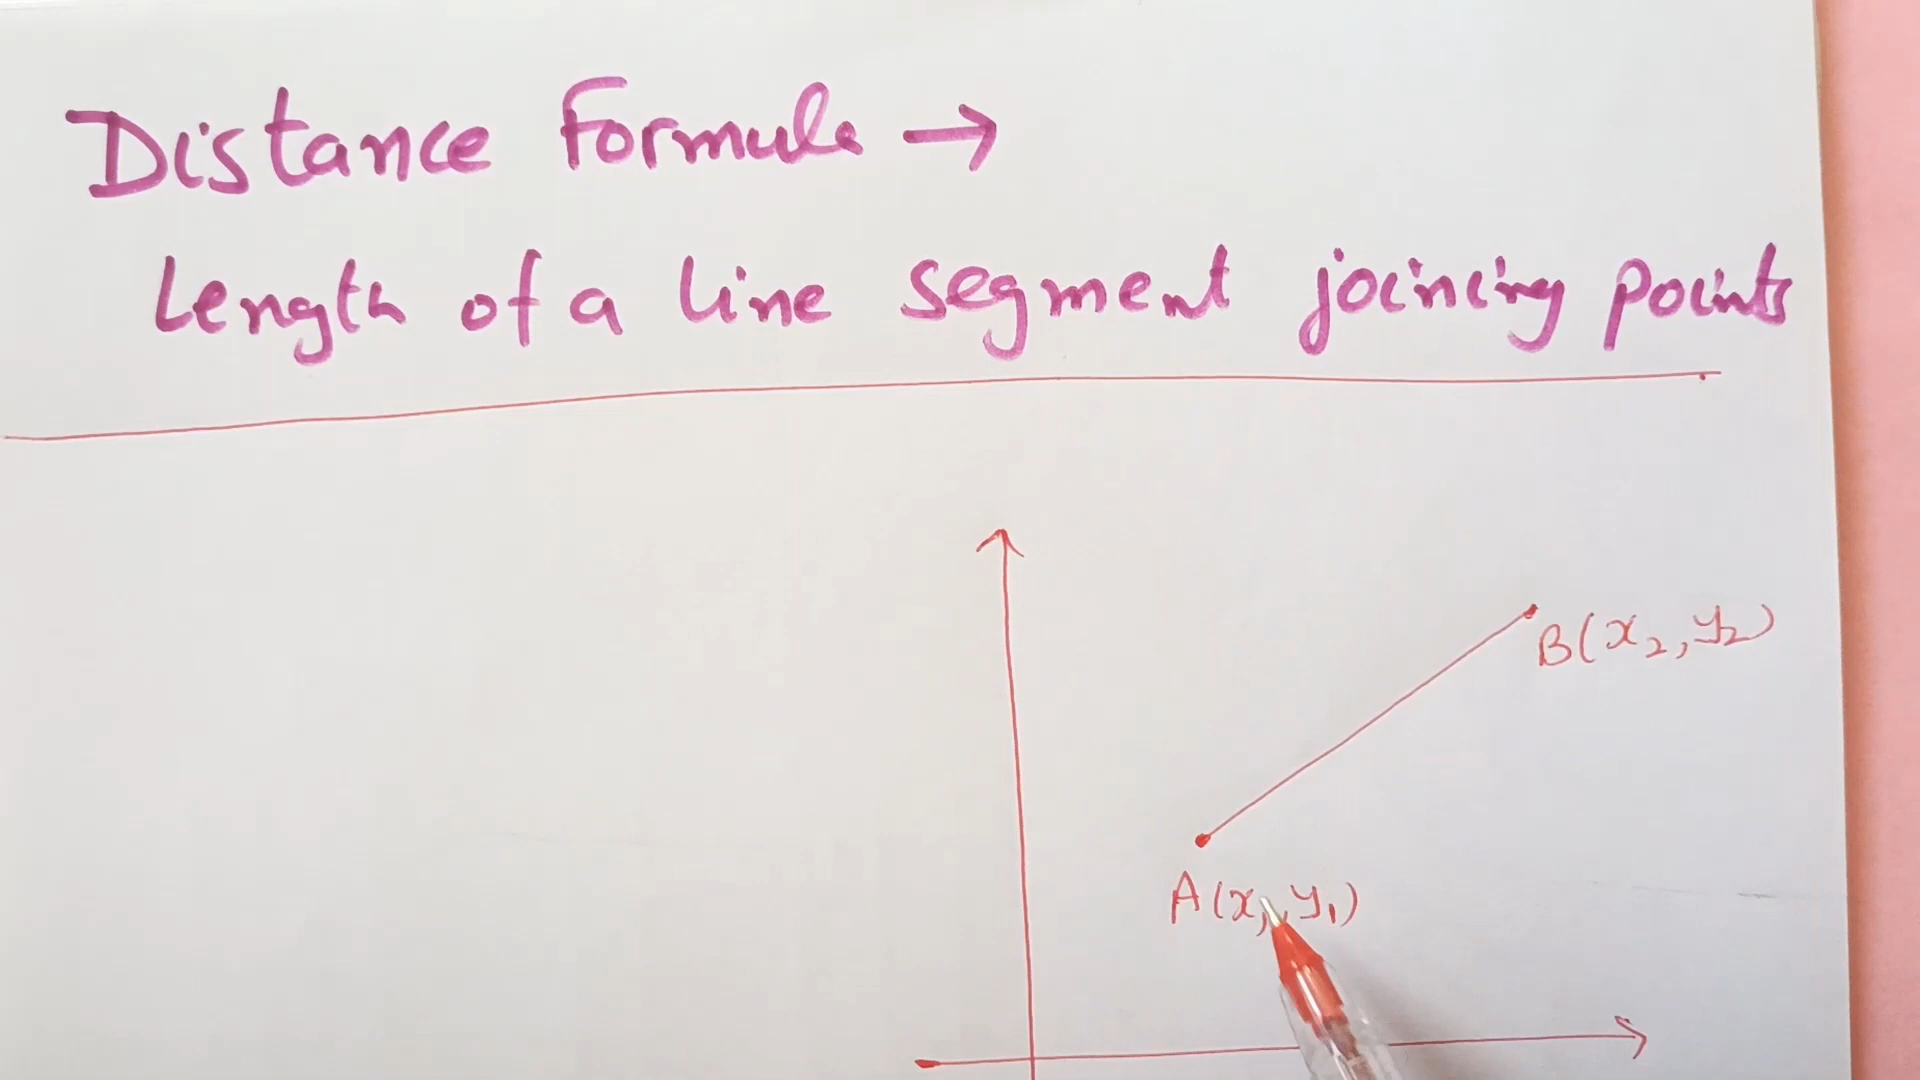 Distance formula →
Length of a line segment joining points
B(x₂, y₂)
A(x₁, y₁)